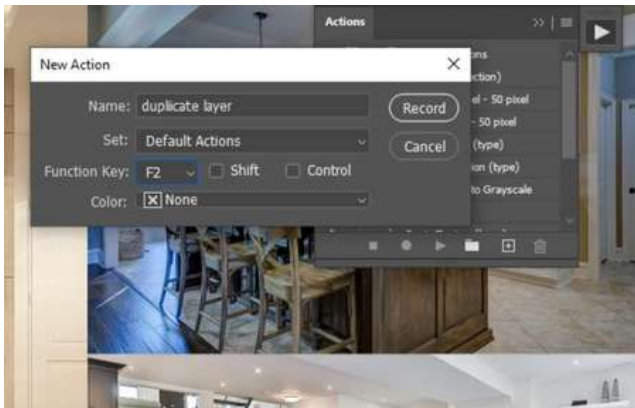 Actions
New Action
Name: duplicate layer
Record
Set: Default Actions
Cancel
Function Key: F2 Shift Control
Color: None
ons
ction)
el - 50 pixel
- 50 pixel
(type)
on (type)
to Grayscale